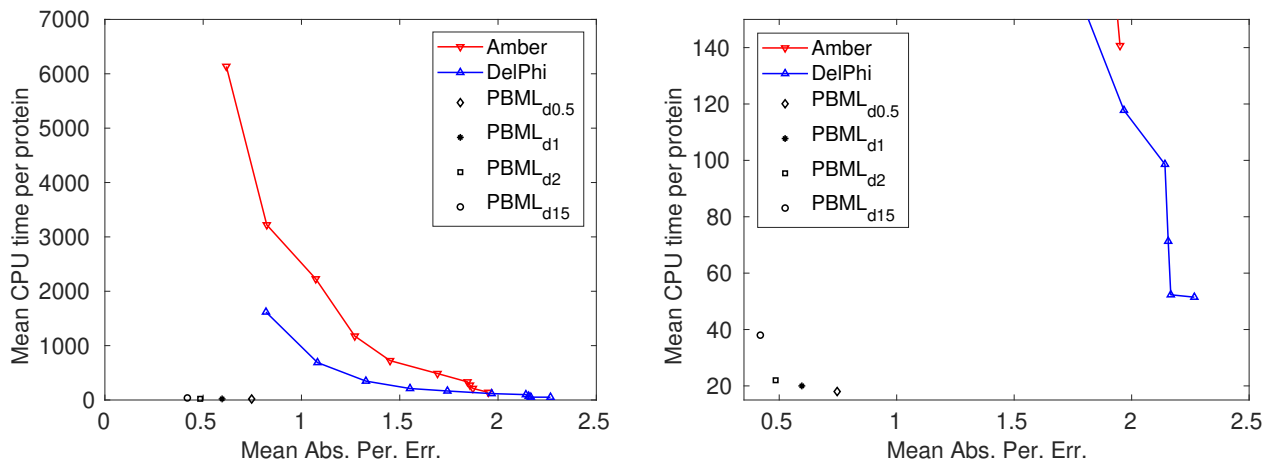 Mean CPU time per protein
7000
6000
5000
4000
3000
2000
1000
0
0
0.5
1
1.5
2
2.5
Mean Abs. Per. Err.
Amber
DelPhi
PBML_d0.5
PBML_d1
PBML_d2
PBML_d15
Mean CPU time per protein
140
120
100
80
60
40
20
0.5
1
1.5
2
2.5
Mean Abs. Per. Err.
Amber
DelPhi
PBML_d0.5
PBML_d1
PBML_d2
PBML_d15